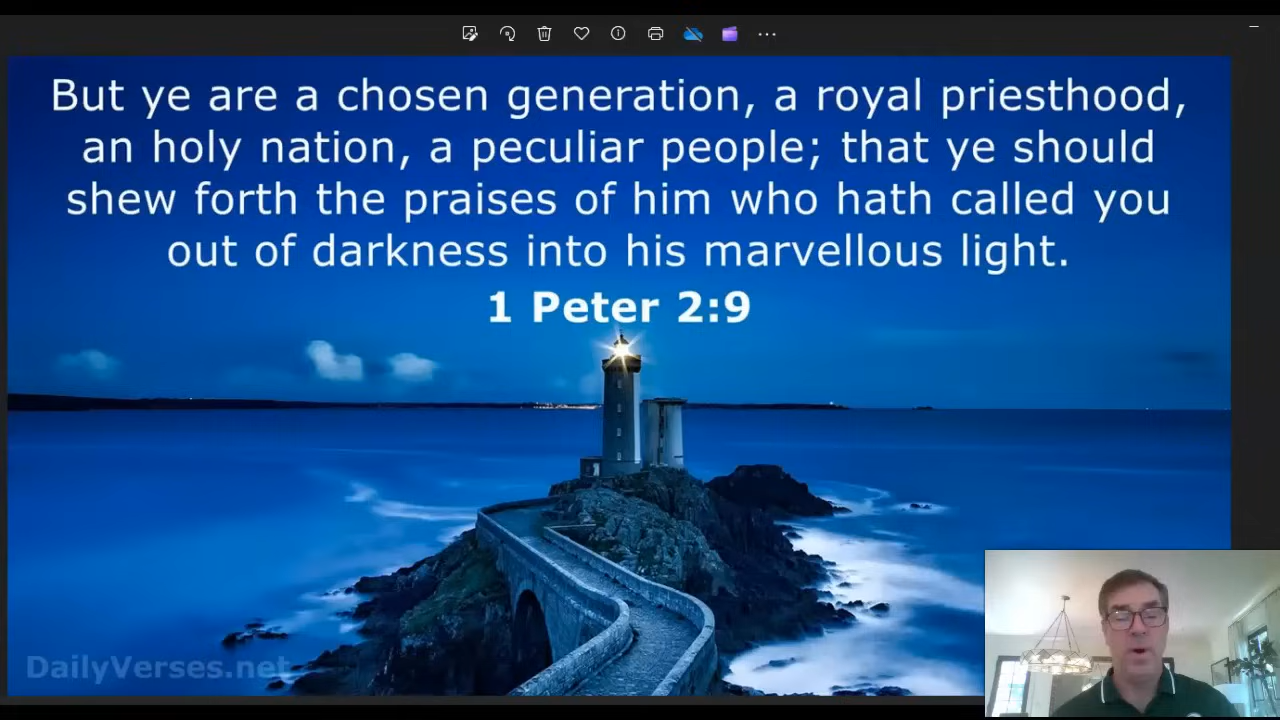 But ye are a chosen generation, a royal priesthood,
an holy nation, a peculiar people; that ye should
shew forth the praises of him who hath called you
out of darkness into his marvellous light.
1 Peter 2:9
DailyVerses.net